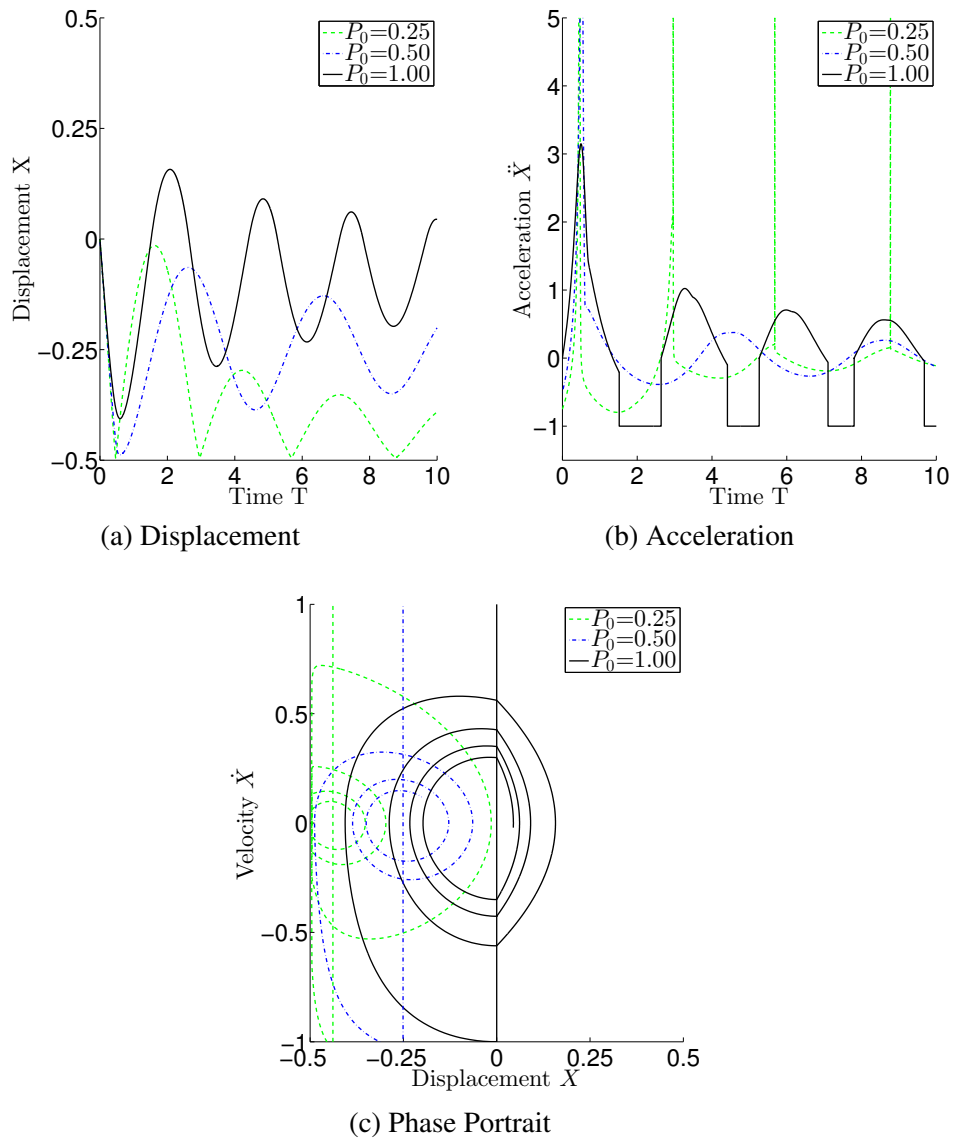 0.5
0.25
0
−0.25
−0.5
0 2 4 6 8 10
Displacement X
Time T
P₀=0.25
P₀=0.50
P₀=1.00
(a) Displacement
5
4
3
2
1
0
−1
0 2 4 6 8 10
Acceleration Ẍ
Time T
P₀=0.25
P₀=0.50
P₀=1.00
(b) Acceleration
1
0.5
0
−0.5
−1
−0.5 −0.25 0 0.25 0.5
Velocity Ẋ
Displacement X
P₀=0.25
P₀=0.50
P₀=1.00
(c) Phase Portrait